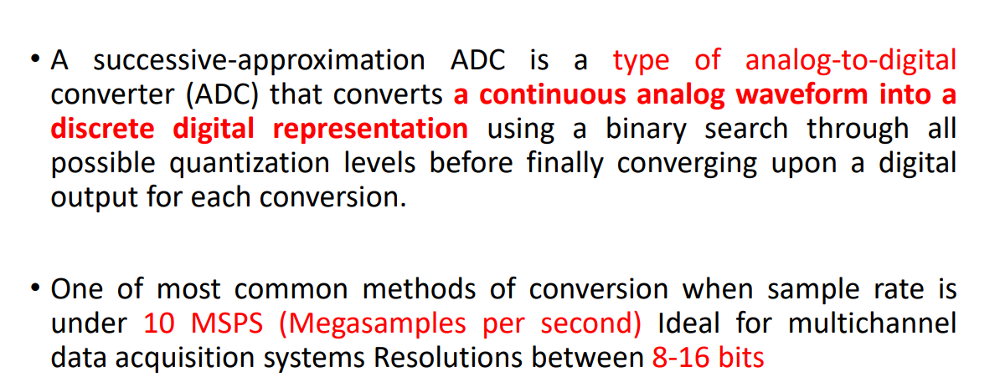 • A successive-approximation ADC is a type of analog-to-digital
converter (ADC) that converts a continuous analog waveform into a
discrete digital representation using a binary search through all
possible quantization levels before finally converging upon a digital
output for each conversion.
• One of most common methods of conversion when sample rate is
under 10 MSPS (Megasamples per second) Ideal for multichannel
data acquisition systems Resolutions between 8-16 bits